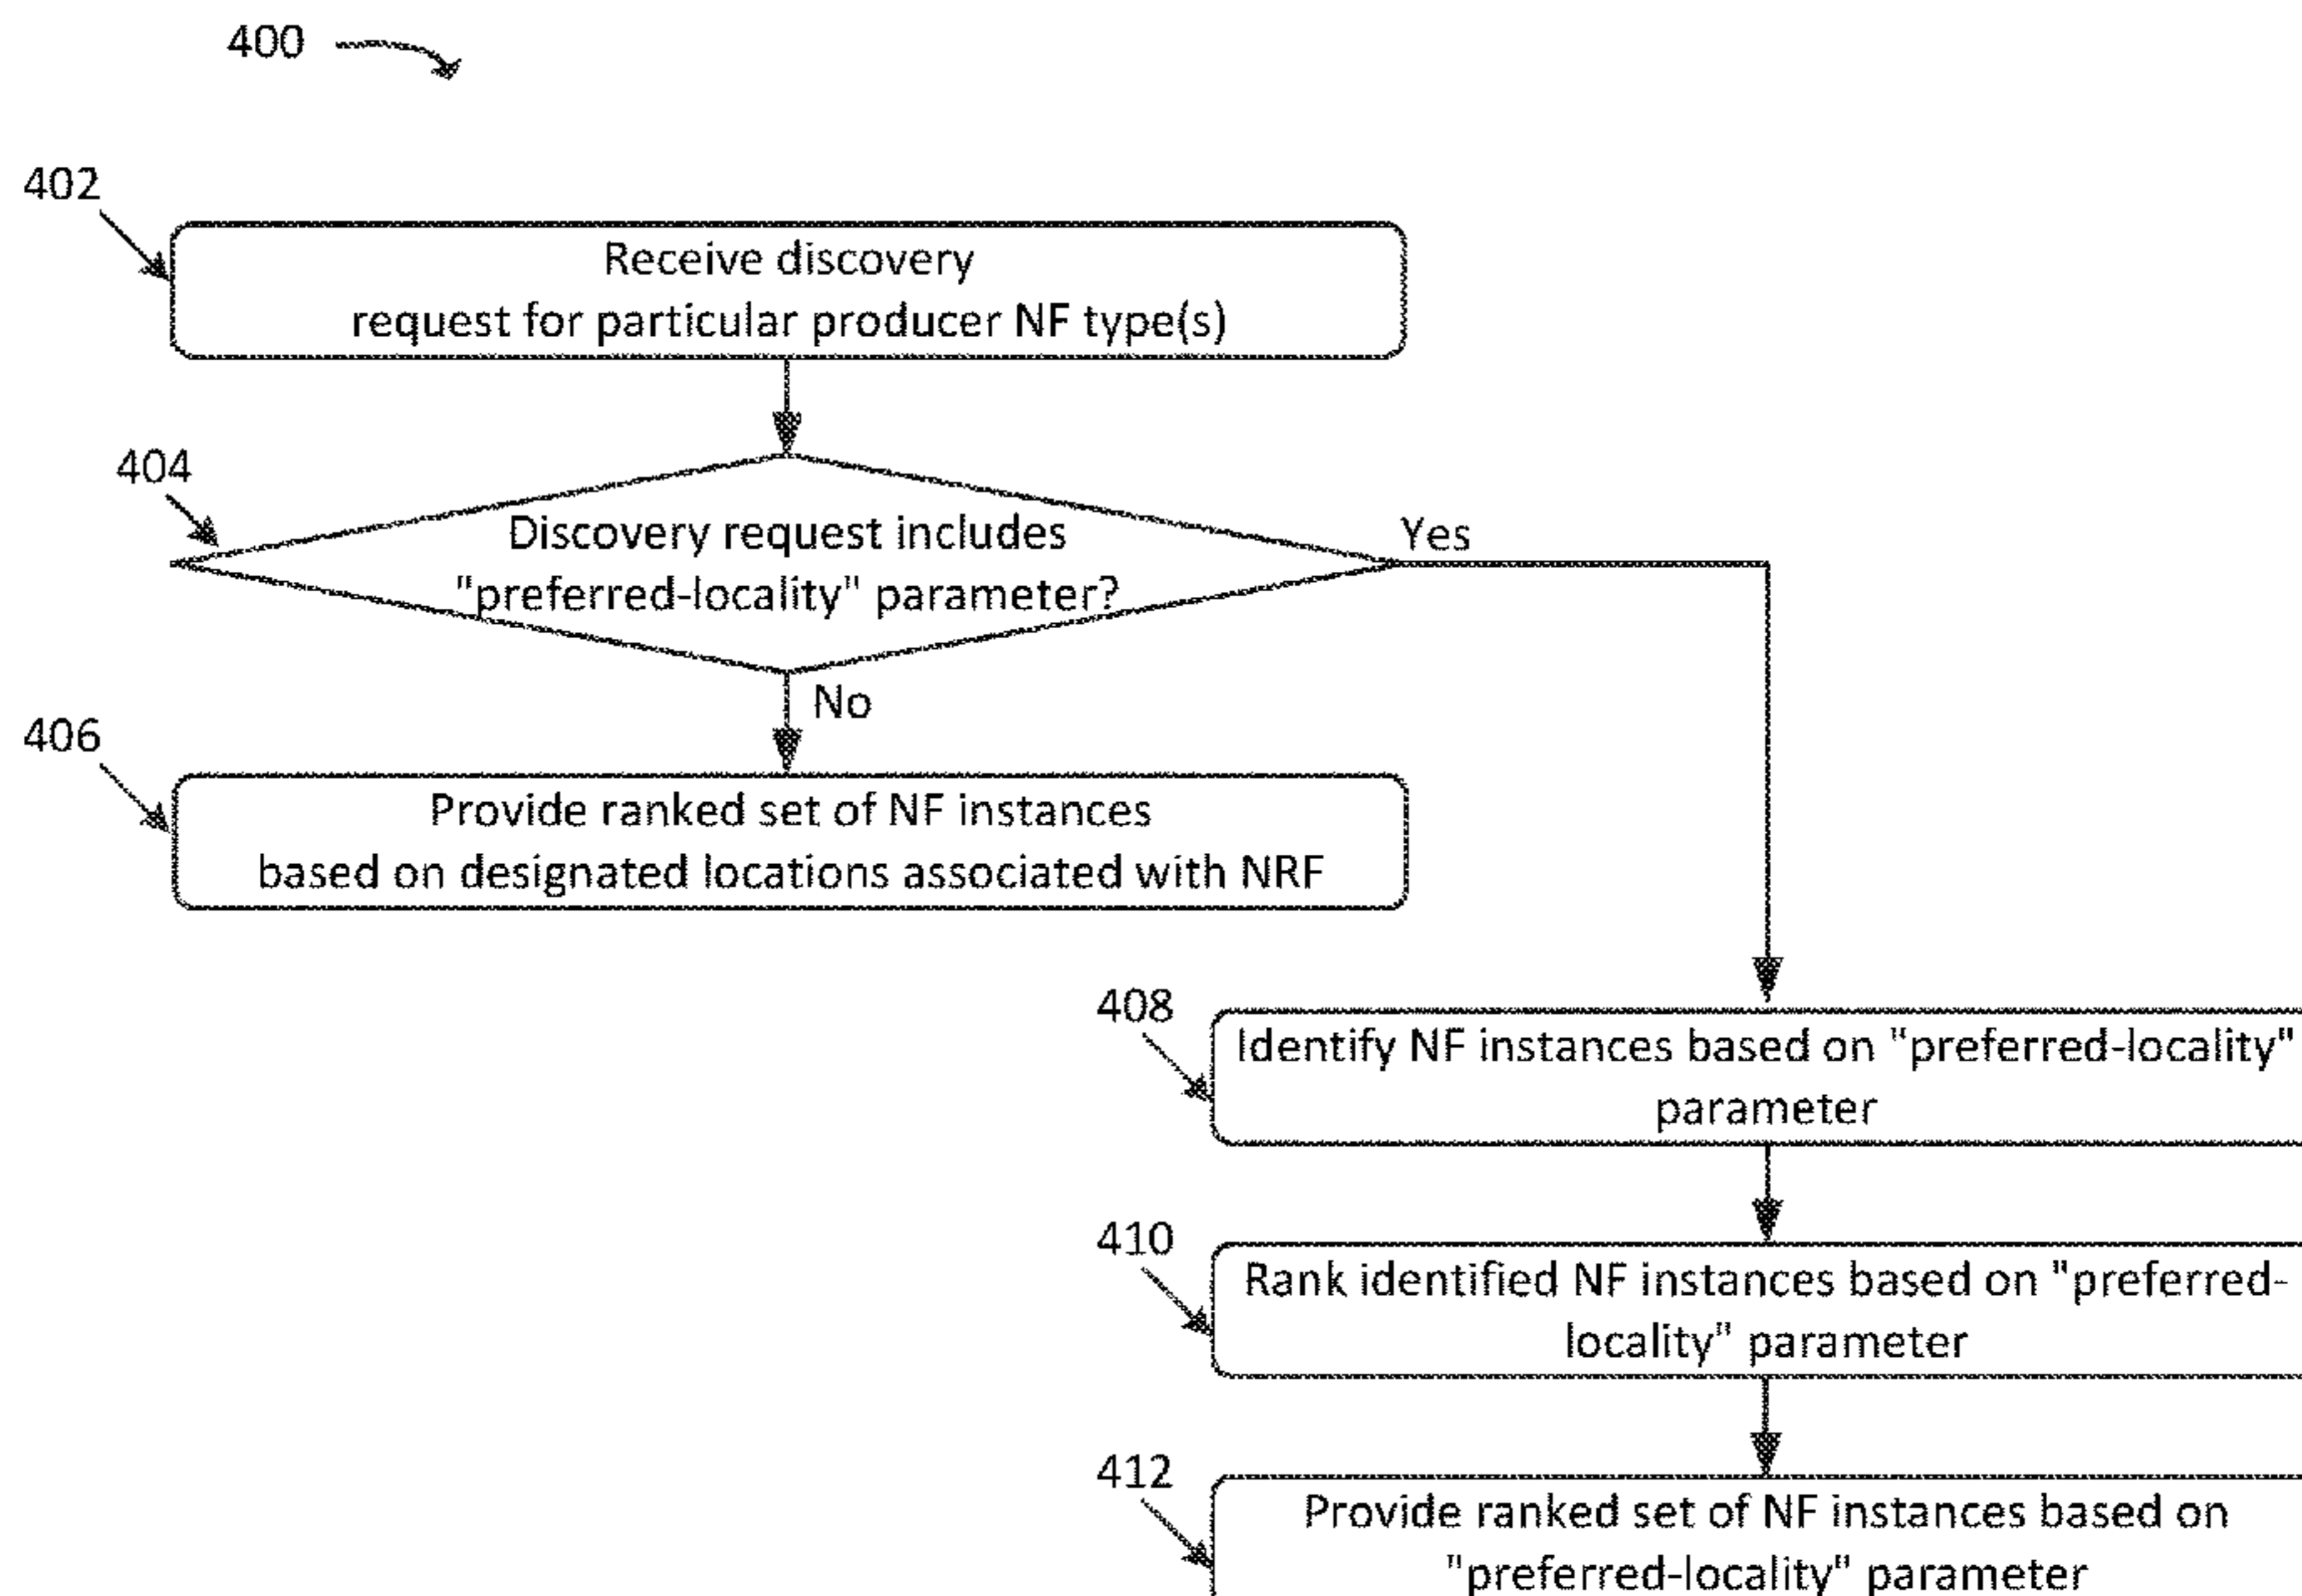 400
402
Receive discovery
request for particular producer NF type(s)
404
Discovery request includes
"preferred-locality" parameter?
Yes
No
406
Provide ranked set of NF instances
based on designated locations associated with NRF
408
Identify NF instances based on "preferred-locality"
parameter
410
Rank identified NF instances based on "preferred-
locality" parameter
412
Provide ranked set of NF instances based on
"preferred-locality" parameter